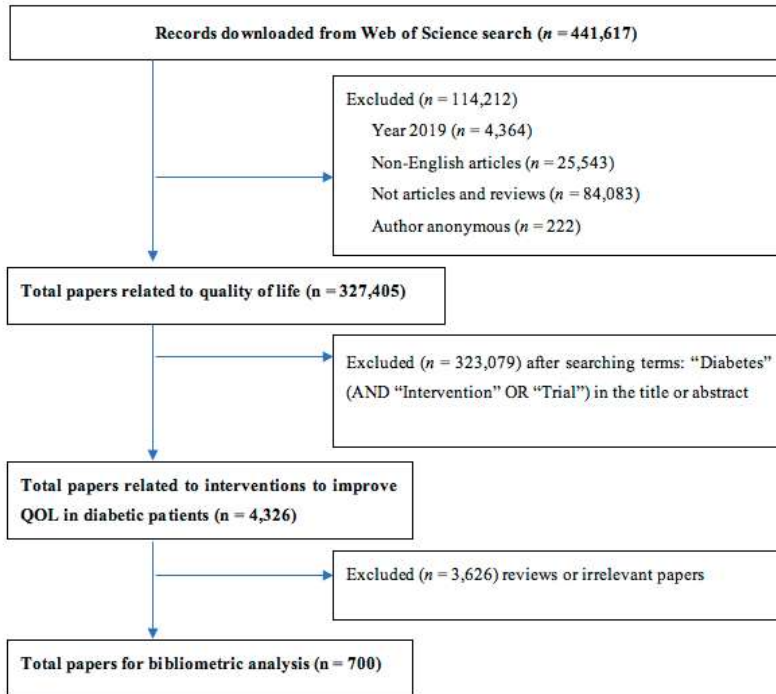 Records downloaded from Web of Science search (n = 441,617)
Excluded (n = 114,212)
Year 2019 (n = 4,364)
Non-English articles (n = 25,543)
Not articles and reviews (n = 84,083)
Author anonymous (n = 222)
Total papers related to quality of life (n = 327,405)
Excluded (n = 323,079) after searching terms: “Diabetes”
(AND “Intervention” OR “Trial”) in the title or abstract
Total papers related to interventions to improve
QOL in diabetic patients (n = 4,326)
Excluded (n = 3,626) reviews or irrelevant papers
Total papers for bibliometric analysis (n = 700)